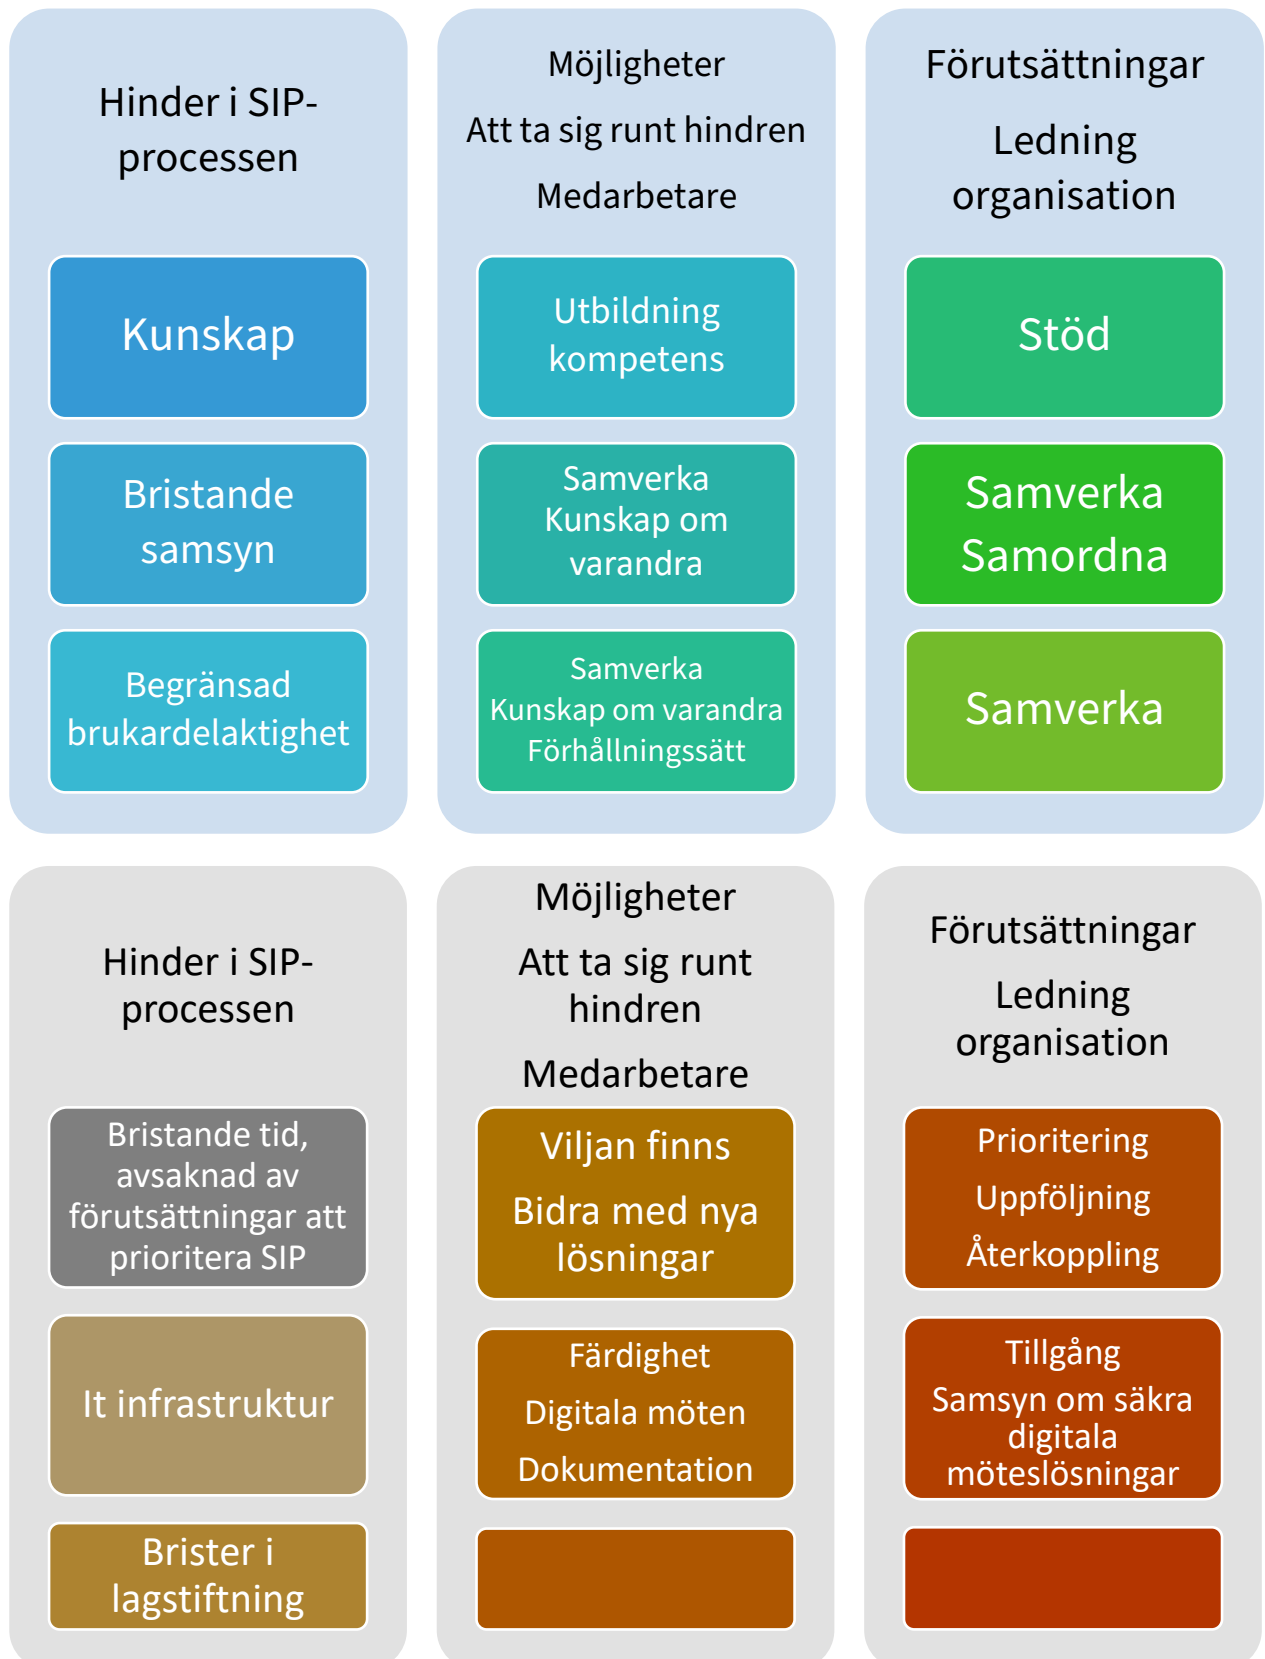 Hinder i SIP-
processen
Kunskap
Bristande
samsyn
Begränsad
brukardelaktighet
Möjligheter
Att ta sig runt hindren
Medarbetare
Utbildning
kompetens
Samverka
Kunskap om
varandra
Samverka
Kunskap om varandra
Förhållningssätt
Förutsättningar
Ledning
organisation
Stöd
Samverka
Samordna
Samverka
Hinder i SIP-
processen
Bristande tid,
avsaknad av
förutsättningar att
prioritera SIP
It infrastruktur
Brister i
lagstiftning
Möjligheter
Att ta sig runt
hindren
Medarbetare
Viljan finns
Bidra med nya
lösningar
Färdighet
Digitala möten
Dokumentation
Förutsättningar
Ledning
organisation
Prioritering
Uppföljning
Återkoppling
Tillgång
Samsyn om säkra
digitala
möteslösningar